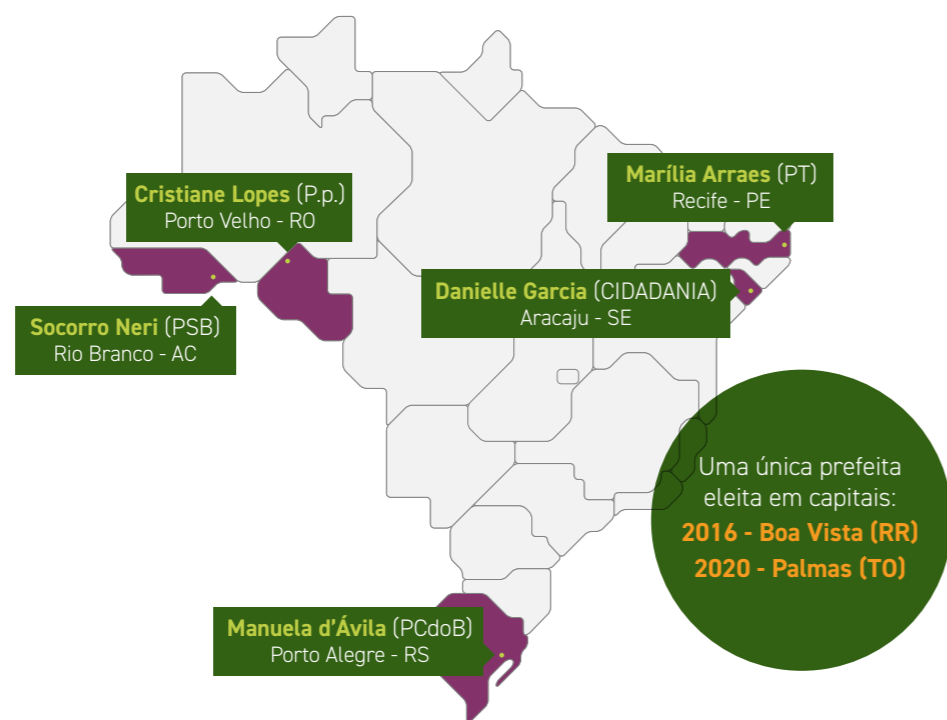 Marília Arraes (PT)
Recife - PE
Cristiane Lopes (P.p.)
Porto Velho - RO
Danielle Garcia (CIDADANIA)
Aracaju - SE
Socorro Neri (PSB)
Rio Branco - AC
Uma única prefeita
eleita em capitais:
2016 - Boa Vista (RR)
2020 - Palmas (TO)
Manuela d’Ávila (PCdoB)
Porto Alegre - RS